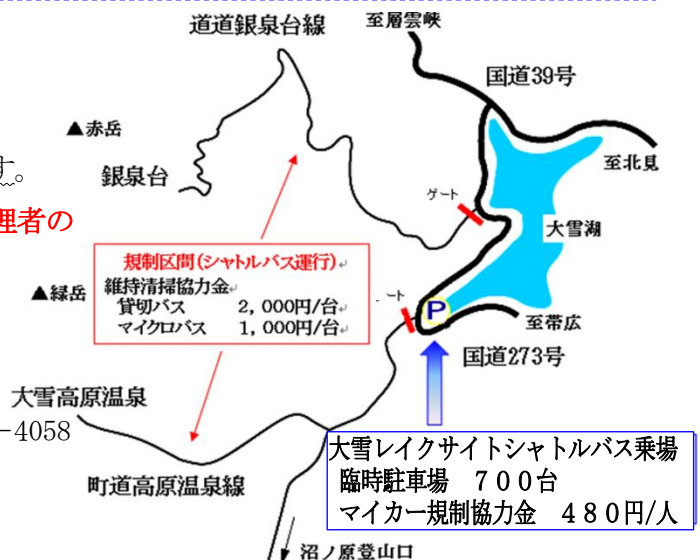 道道銀泉台線
至層雲峡
国道39号
▲赤岳
す。
銀泉台
至北見
ゲート
理者の
大雪湖
規制区間(シャトルバス運行)
維持清掃協力金
貸切バス 2,000円/台
マイクロバス 1,000円/台
▲緑岳
ート
P
至帯広
国道273号
大雪高原温泉
-4058
大雪レイクサイトシャトルバス乗場
臨時駐車場 700台
マイカー規制協力金 480円/人
町道高原温泉線
沼ノ原登山口